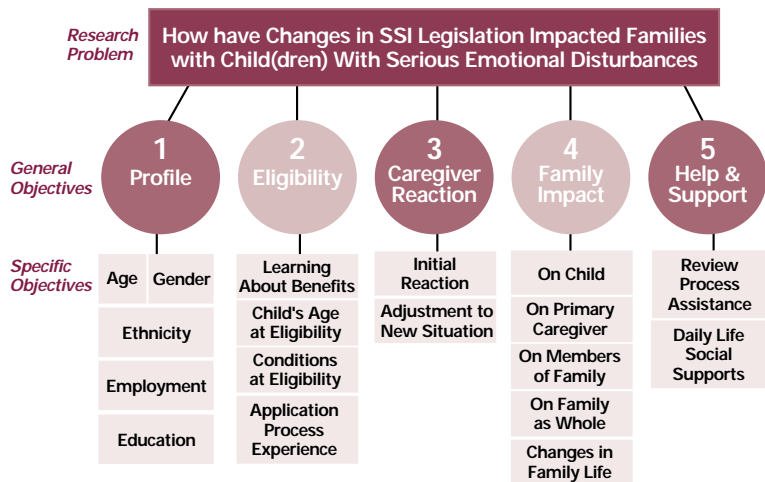 Research
Problem
How have Changes in SSI Legislation Impacted Families
with Child(dren) With Serious Emotional Disturbances
General
Objectives
1
Profile
2
Eligibility
3
Caregiver
Reaction
4
Family
Impact
5
Help &
Support
Specific
Objectives
Age
Gender
Ethnicity
Employment
Education
Learning
About Benefits
Child's Age
at Eligibility
Conditions
at Eligibility
Application
Process
Experience
Initial
Reaction
Adjustment to
New Situation
On Child
On Primary
Caregiver
On Members
of Family
On Family
as Whole
Changes in
Family Life
Review
Process
Assistance
Daily Life
Social
Supports